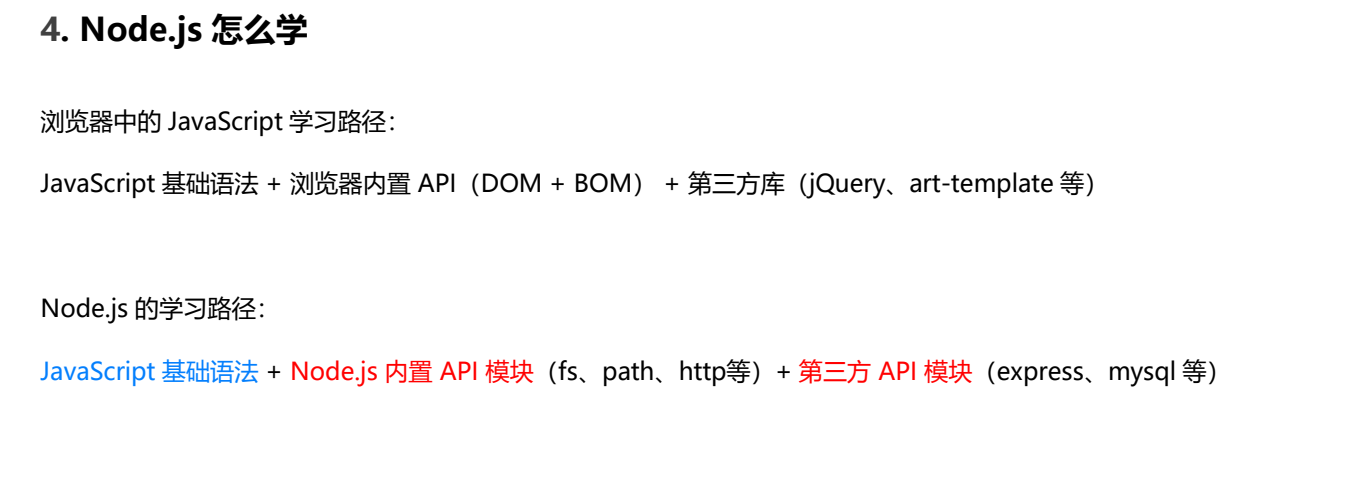 4. Node.js 怎么学
浏览器中的 JavaScript 学习路径：
JavaScript 基础语法 + 浏览器内置 API（DOM + BOM） + 第三方库（jQuery、art-template 等）
Node.js 的学习路径：
JavaScript 基础语法 + Node.js 内置 API 模块（fs、path、http等）+ 第三方 API 模块（express、mysql 等）